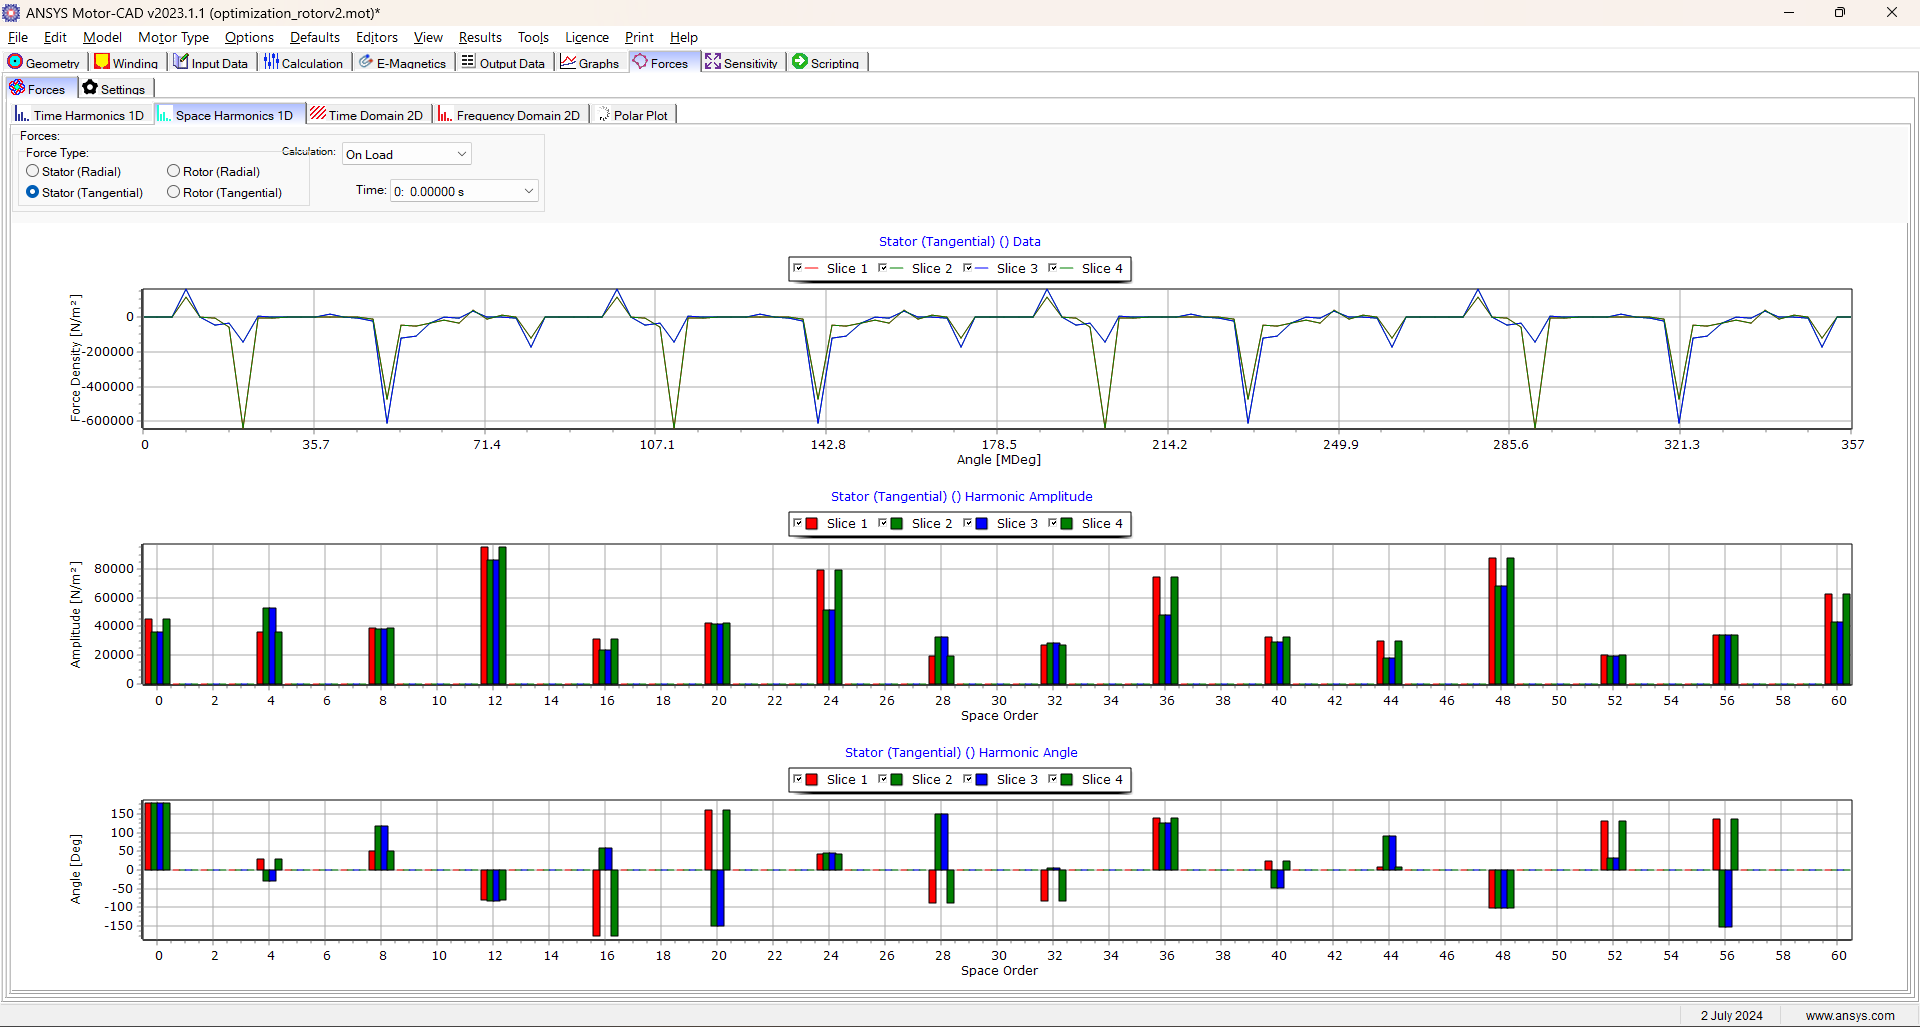 ANSYS Motor-CAD v2023.1.1 (optimization_rotorv2.mot)*
File Edit Model Motor Type Options Defaults Editors View Results Tools Licence Print Help
Geometry Winding Input Data Calculation E-Magnetics Output Data Graphs Forces Sensitivity Scripting
Forces Settings
Time Harmonics 1D Space Harmonics 1D Time Domain 2D Frequency Domain 2D Polar Plot
Forces:
Force Type:
Calculation: On Load
Stator (Radial) Rotor (Radial)
Stator (Tangential) Rotor (Tangential)
Time: 0: 0.00000 s
Stator (Tangential) () Data
Slice 1 Slice 2 Slice 3 Slice 4
Force Density [N/m²]
0
-200000
-400000
-600000
0 35.7 71.4 107.1 142.8 178.5 214.2 249.9 285.6 321.3 357
Angle [MDeg]
Stator (Tangential) () Harmonic Amplitude
Slice 1 Slice 2 Slice 3 Slice 4
Amplitude [N/m²]
80000
60000
40000
20000
0
0 2 4 6 8 10 12 14 16 18 20 22 24 26 28 30 32 34 36 38 40 42 44 46 48 50 52 54 56 58 60
Space Order
Stator (Tangential) () Harmonic Angle
Slice 1 Slice 2 Slice 3 Slice 4
Angle [Deg]
150
100
50
0
-50
-100
-150
0 2 4 6 8 10 12 14 16 18 20 22 24 26 28 30 32 34 36 38 40 42 44 46 48 50 52 54 56 58 60
Space Order
2 July 2024 www.ansys.com